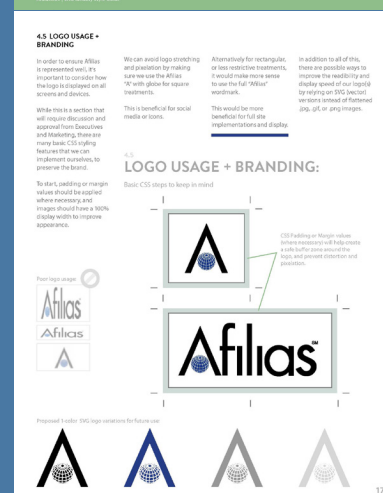 4.5 LOGO USAGE +
BRANDING
In order to ensure Afilias
is represented well, it's
important to consider how
the logo is displayed on all
screens and devices.
While this is a section that
will require discussion and
approval from Executives
and Marketing, there are
many basic CSS styling
features that we can
implement ourselves, to
preserve the brand.
To start, padding or margin
values should be applied
where necessary, and
images should have a 100%
display width to improve
appearance.
We can avoid logo stretching
and pixelation by making
sure we use the Afilias
"A" with globe for square
treatments.
This is beneficial for social
media or icons.
Alternatively for rectangular,
or less restrictive treatments,
it would make more sense
to use the full "Afilias"
wordmark.
This would be more
beneficial for full site
implementations and display.
In addition to all of this,
there are possible ways to
improve the readibility and
display speed of our logo(s)
by relying on SVG (vector)
versions instead of flattened
.jpg, .gif, or .png images.
4.5
LOGO USAGE + BRANDING:
Basic CSS steps to keep in mind
CSS Padding or Margin values
(where necessary) will help create
a safe buffer zone around the
logo, and prevent distortion and
pixelation.
Poor logo usage
Afilias
Afilias
A
A
Afilias
SM
Proposed 1-color SVG logo variations for future use:
A A A A
17